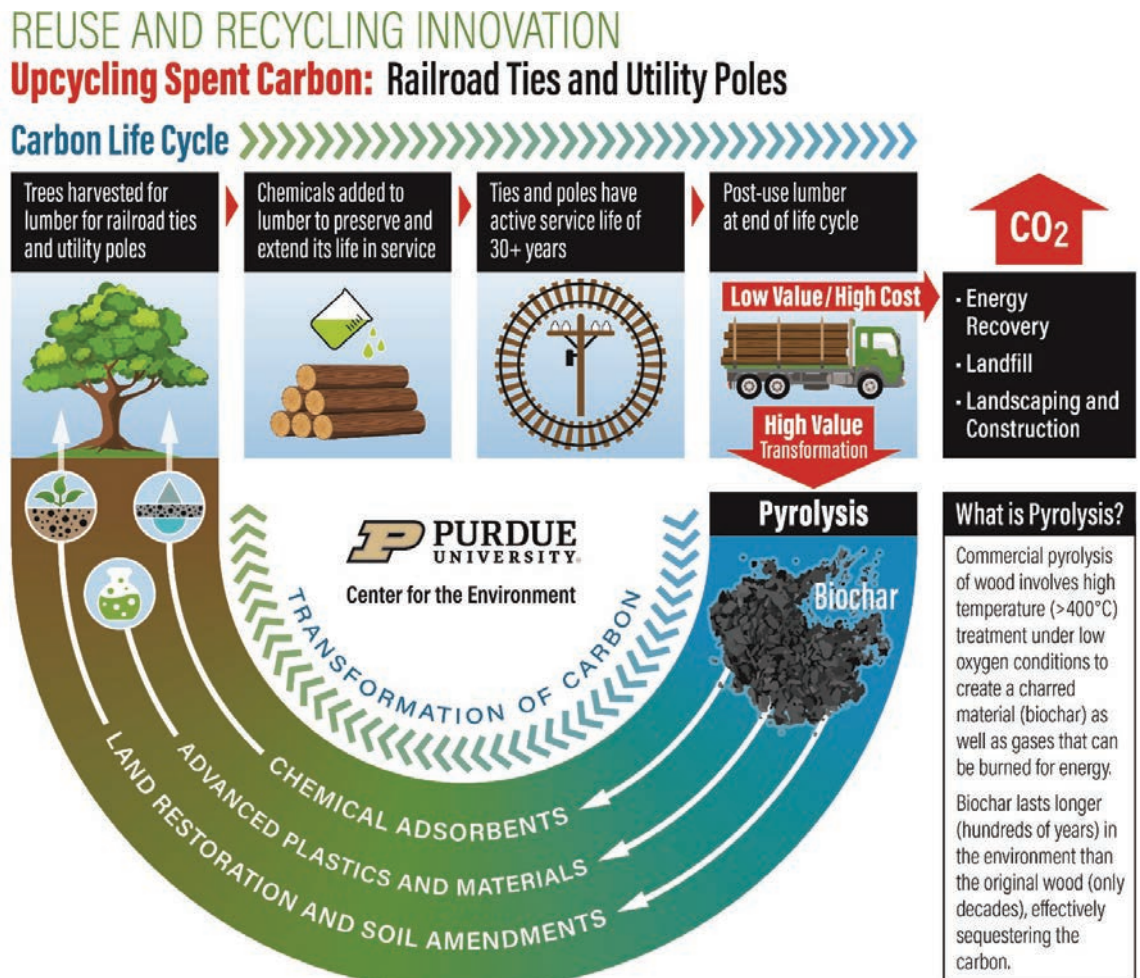 REUSE AND RECYCLING INNOVATION
Upcycling Spent Carbon: Railroad Ties and Utility Poles
Carbon Life Cycle
Trees harvested for
lumber for railroad ties
and utility poles
Chemicals added to
lumber to preserve and
extend its life in service
Ties and poles have
active service life of
30+ years
Post-use lumber
at end of life cycle
CO₂
Low Value / High Cost
· Energy
Recovery
· Landfill
· Landscaping and
Construction
High Value
Transformation
PURDUE
UNIVERSITY®
Center for the Environment
TRANSFORMATION OF CARBON
Pyrolysis
Biochar
CHEMICAL ADSORBENTS
ADVANCED PLASTICS AND MATERIALS
LAND RESTORATION AND SOIL AMENDMENTS
What is Pyrolysis?
Commercial pyrolysis
of wood involves high
temperature (>400°C)
treatment under low
oxygen conditions to
create a charred
material (biochar) as
well as gases that can
be burned for energy.
Biochar lasts longer
(hundreds of years) in
the environment than
the original wood (only
decades), effectively
sequestering the
carbon.